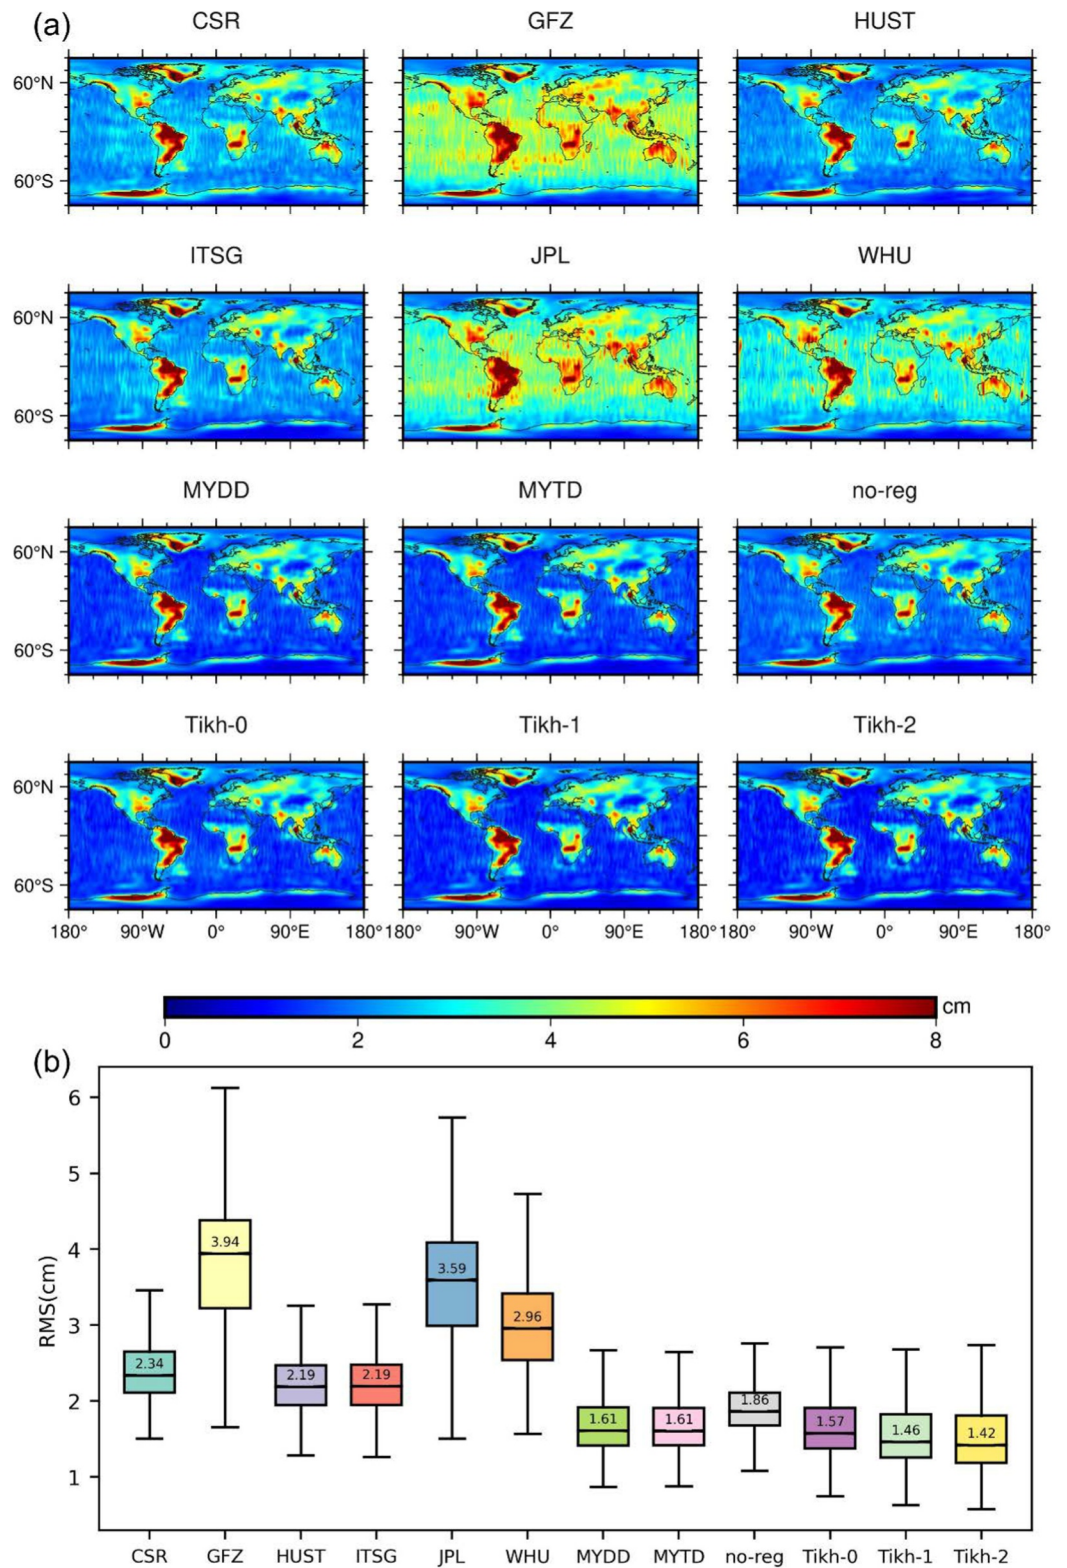 (a)
CSR GFZ HUST
60°N
60°S
ITSG JPL WHU
60°N
60°S
MYDD MYTD no-reg
60°N
60°S
Tikh-0 Tikh-1 Tikh-2
60°N
60°S
180° 90°W 0° 90°E 180° 90°W 0° 90°E 180° 90°W 0° 90°E 180°
cm
0 2 4 6 8
(b)
RMS(cm)
6
5
4
3
2
1
2.34
3.94
2.19
2.19
3.59
2.96
1.61
1.61
1.86
1.57
1.46
1.42
CSR GFZ HUST ITSG JPL WHU MYDD MYTD no-reg Tikh-0 Tikh-1 Tikh-2